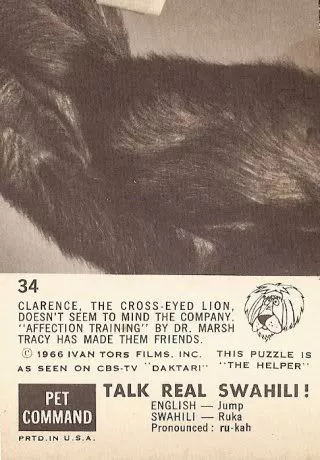 34
CLARENCE, THE CROSS-EYED LION,
DOESN'T SEEM TO MIND THE COMPANY.
"AFFECTION TRAINING" BY DR. MARSH
TRACY HAS MADE THEM FRIENDS.
© 1966 IVAN TORS FILMS, INC. THIS PUZZLE IS
AS SEEN ON CBS-TV "DAKTARI" "THE HELPER"
PET
COMMAND
PRTD. IN U.S.A.
TALK REAL SWAHILI!
ENGLISH — Jump
SWAHILI — Ruka
Pronounced: ru-kah